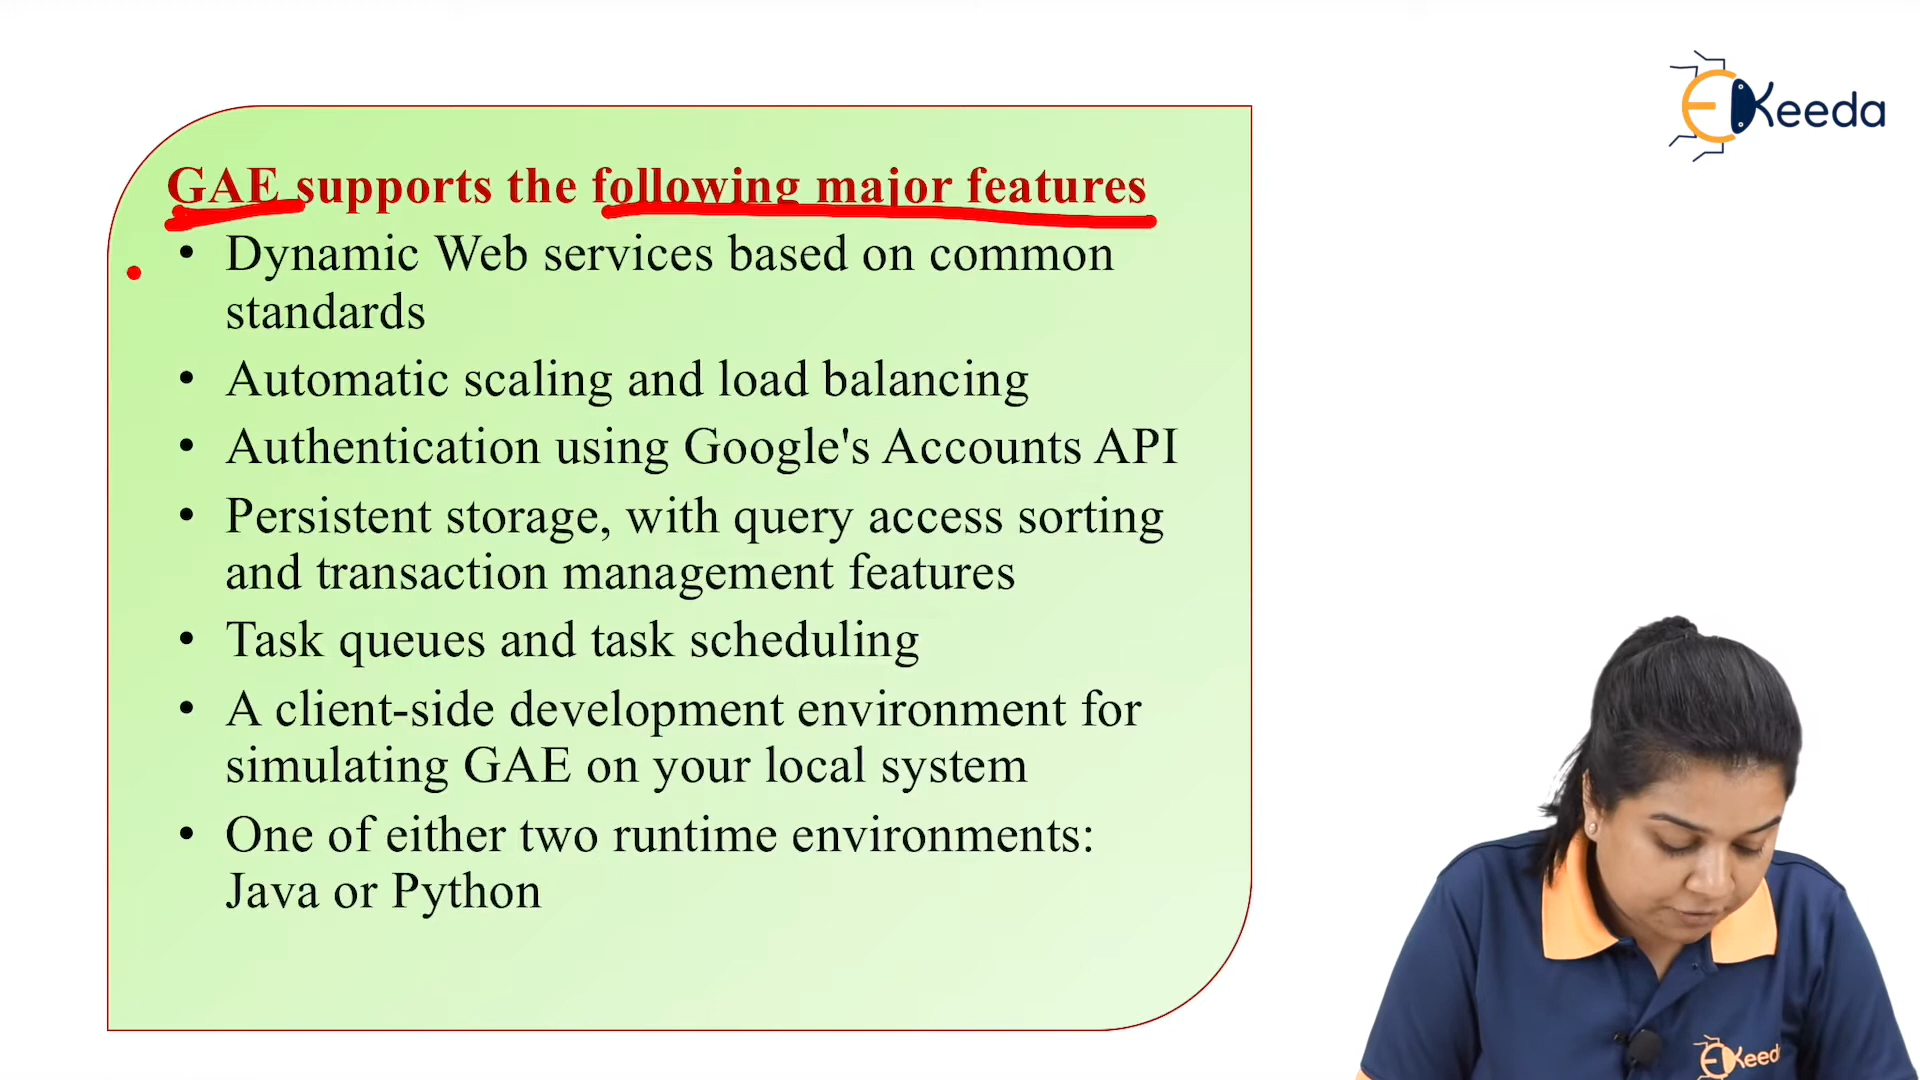 EKeeda
GAE supports the following major features
• Dynamic Web services based on common
standards
• Automatic scaling and load balancing
• Authentication using Google's Accounts API
• Persistent storage, with query access sorting
and transaction management features
• Task queues and task scheduling
• A client-side development environment for
simulating GAE on your local system
• One of either two runtime environments:
Java or Python
EKeeda